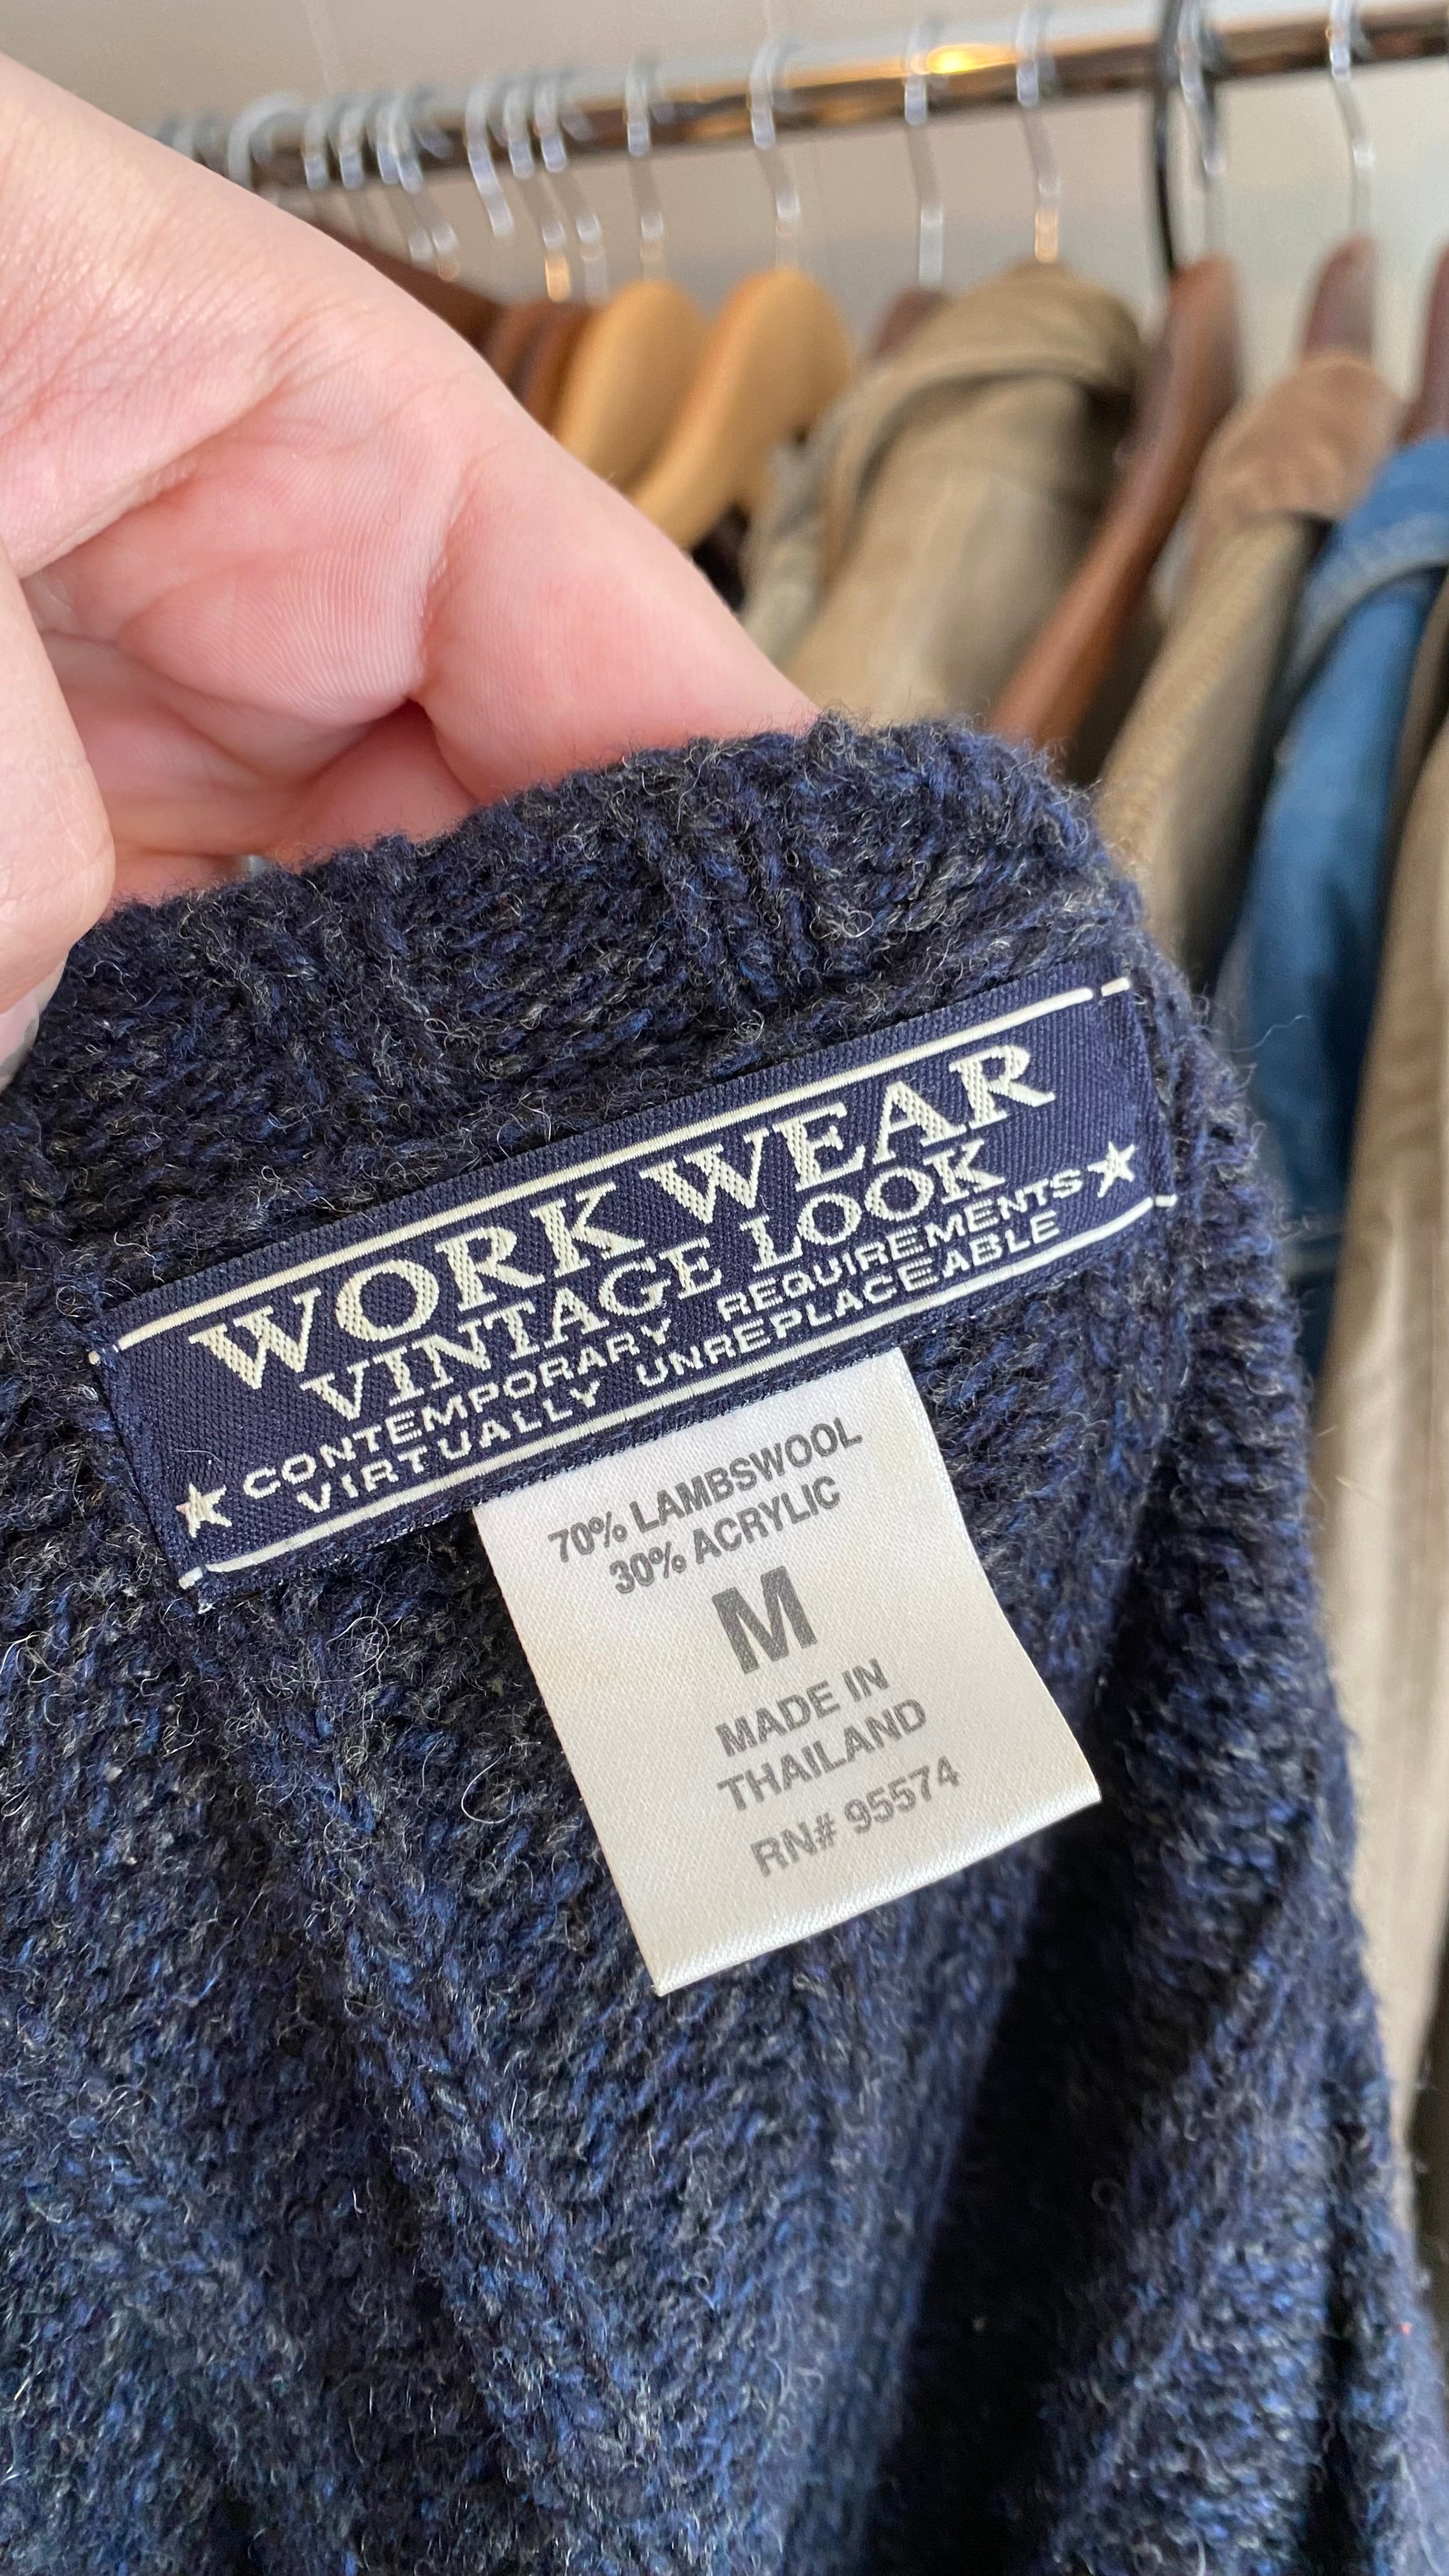 WORK WEAR
VINTAGE LOOK
CONTEMPORARY REQUIREMENTS
VIRTUALLY UNREPLACEABLE
70% LAMBSWOOL
30% ACRYLIC
M
MADE IN
THAILAND
RN# 95574